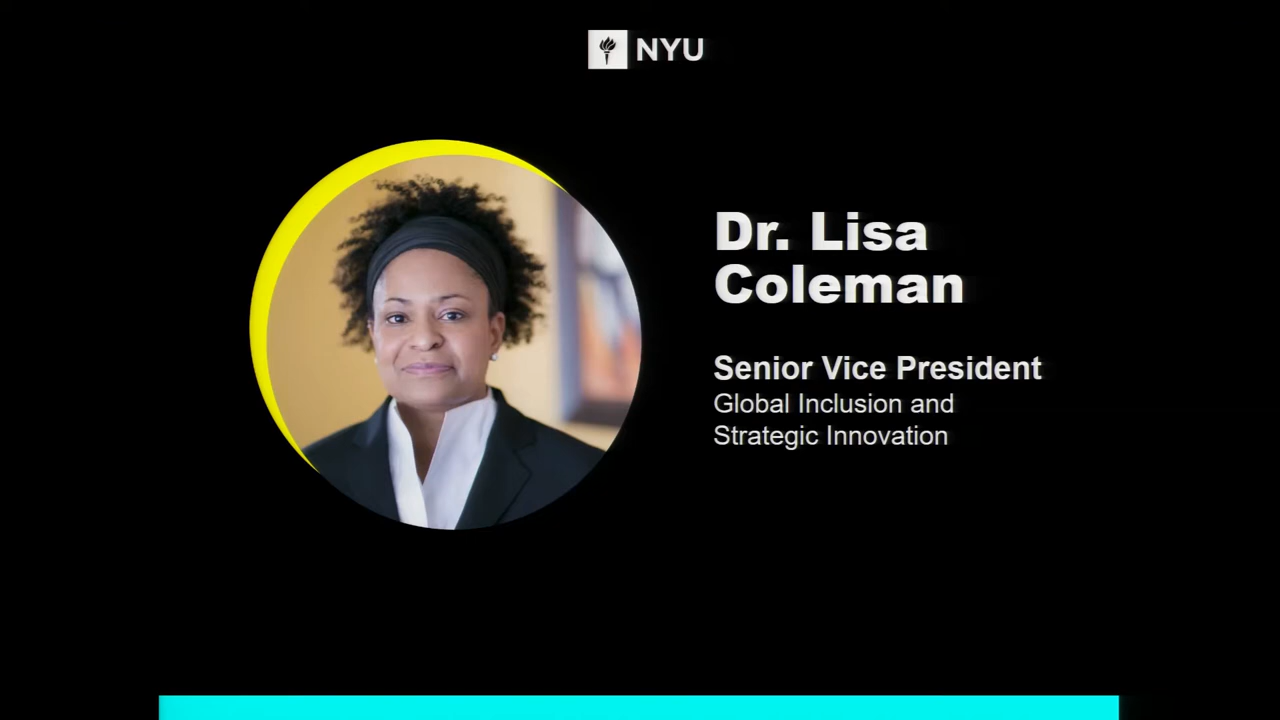 NYU
Dr. Lisa
Coleman
Senior Vice President
Global Inclusion and
Strategic Innovation